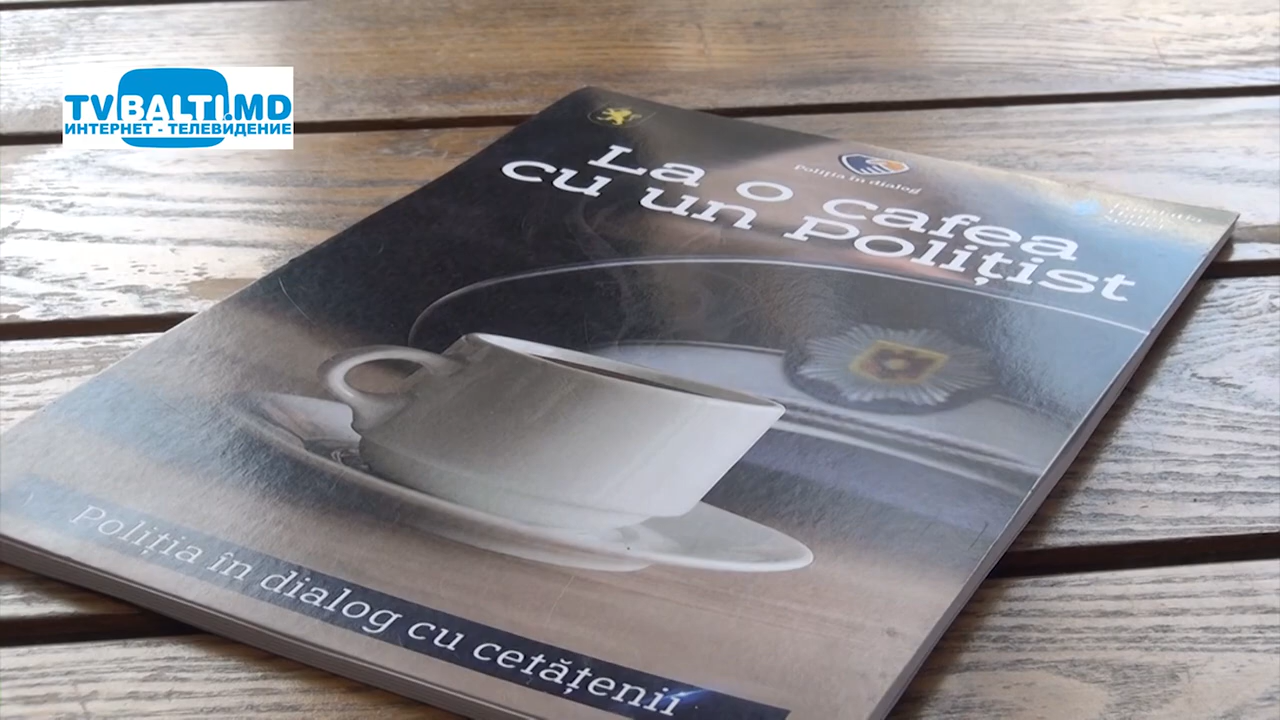 TVBALTI.MD
ИНТЕРНЕТ - ТЕЛЕВИДЕНИЕ
Poliția în dialog
La o cafea
cu un Polițist
Poliția în dialog cu cetățenii